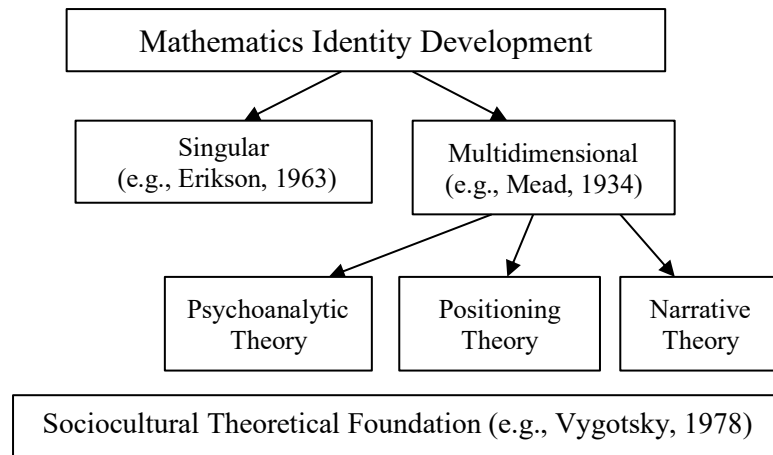 Mathematics Identity Development
Singular
(e.g., Erikson, 1963)
Multidimensional
(e.g., Mead, 1934)
Psychoanalytic
Theory
Positioning
Theory
Narrative
Theory
Sociocultural Theoretical Foundation (e.g., Vygotsky, 1978)